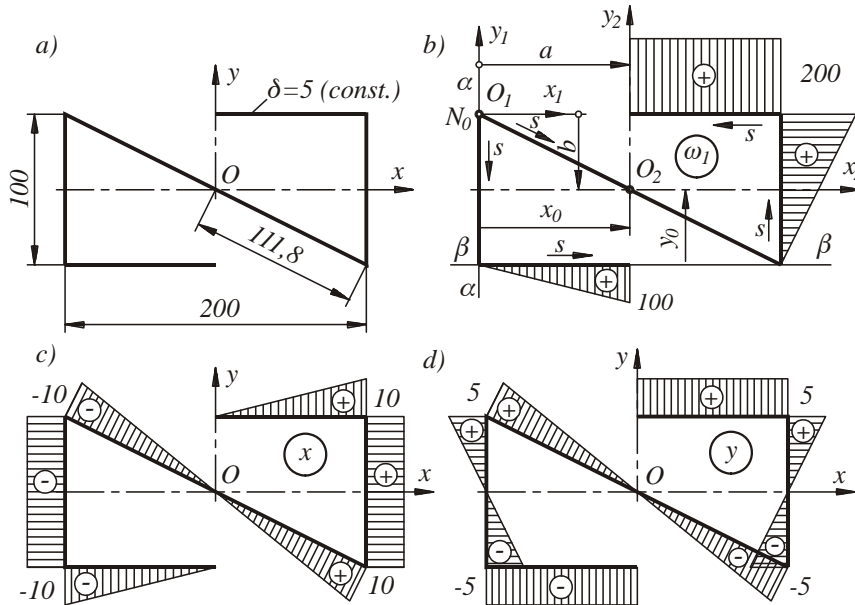 a)
y
δ=5 (const.)
O
x
100
111,8
200
b)
y₁
y₂
a
α
O₁
x₁
N₀
s
b
s
+
200
s
ω₁
+
O₂
x₀
y₀
s
β
s
β
α
+
100
c)
-10
-
y
+
10
x
O
x
-
+
-10
-
+
10
d)
y
5
+
+
+
5
+
y
O
x
-
-
-
-5
-
-5